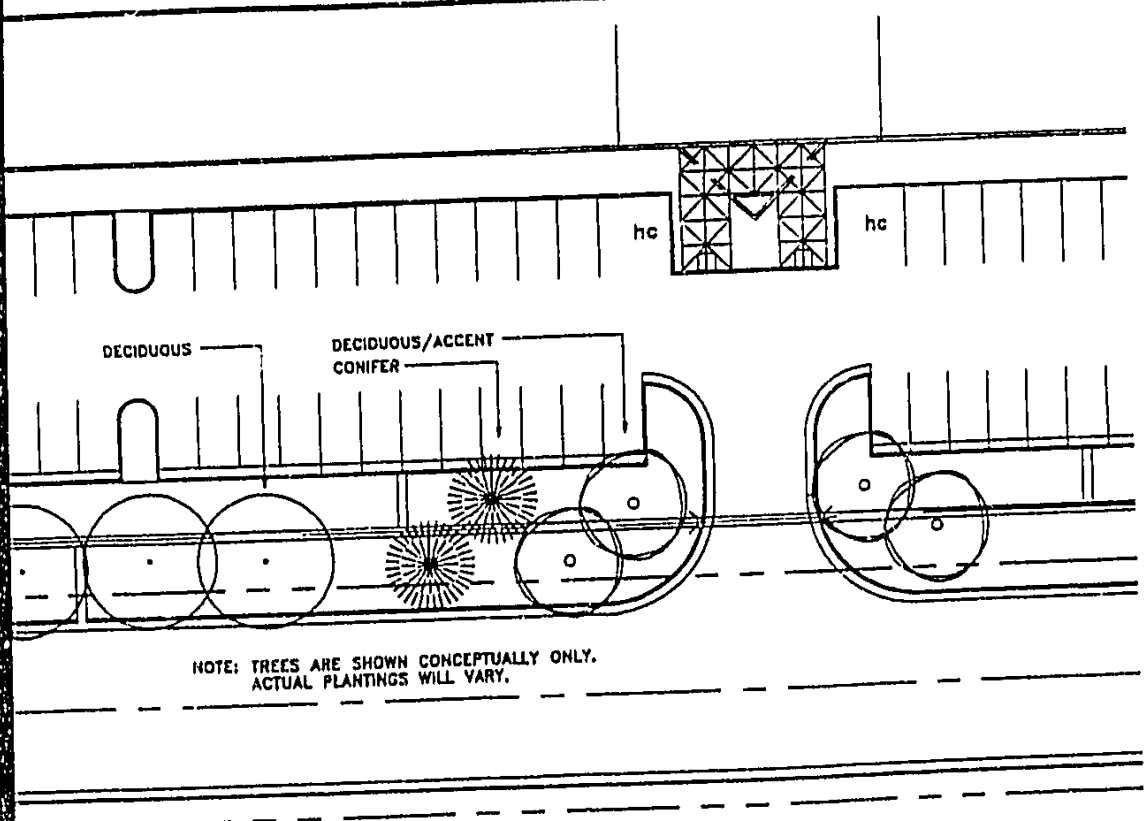 hc
hc
DECIDUOUS
DECIDUOUS/ACCENT
CONIFER
NOTE: TREES ARE SHOWN CONCEPTUALLY ONLY.
ACTUAL PLANTINGS WILL VARY.